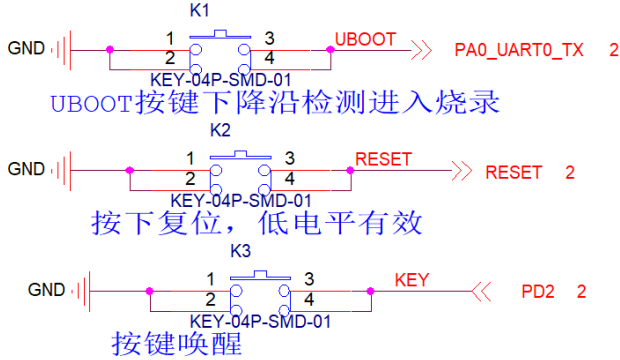 K1
GND 1 3 UBOOT PA0_UART0_TX 2
2 4
KEY-04P-SMD-01
UBOOT按键下降沿检测进入烧录
K2
GND 1 3 RESET RESET 2
2 4
KEY-04P-SMD-01
按下复位，低电平有效
K3
GND 1 3 KEY PD2 2
2 4
KEY-04P-SMD-01
按键唤醒